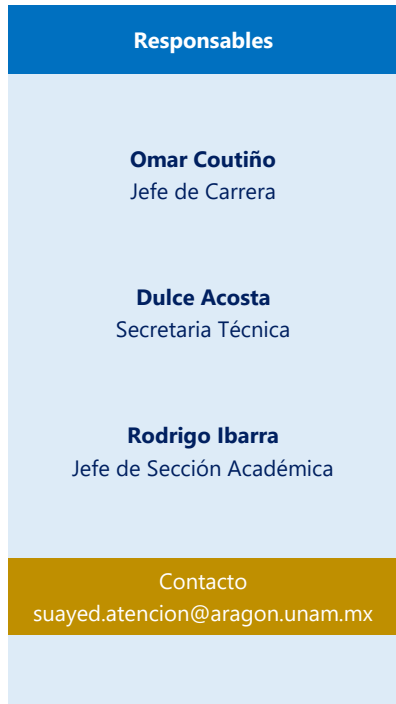 Responsables
Omar Coutiño
Jefe de Carrera
Dulce Acosta
Secretaria Técnica
Rodrigo Ibarra
Jefe de Sección Académica
Contacto
suayed.atencion@aragon.unam.mx